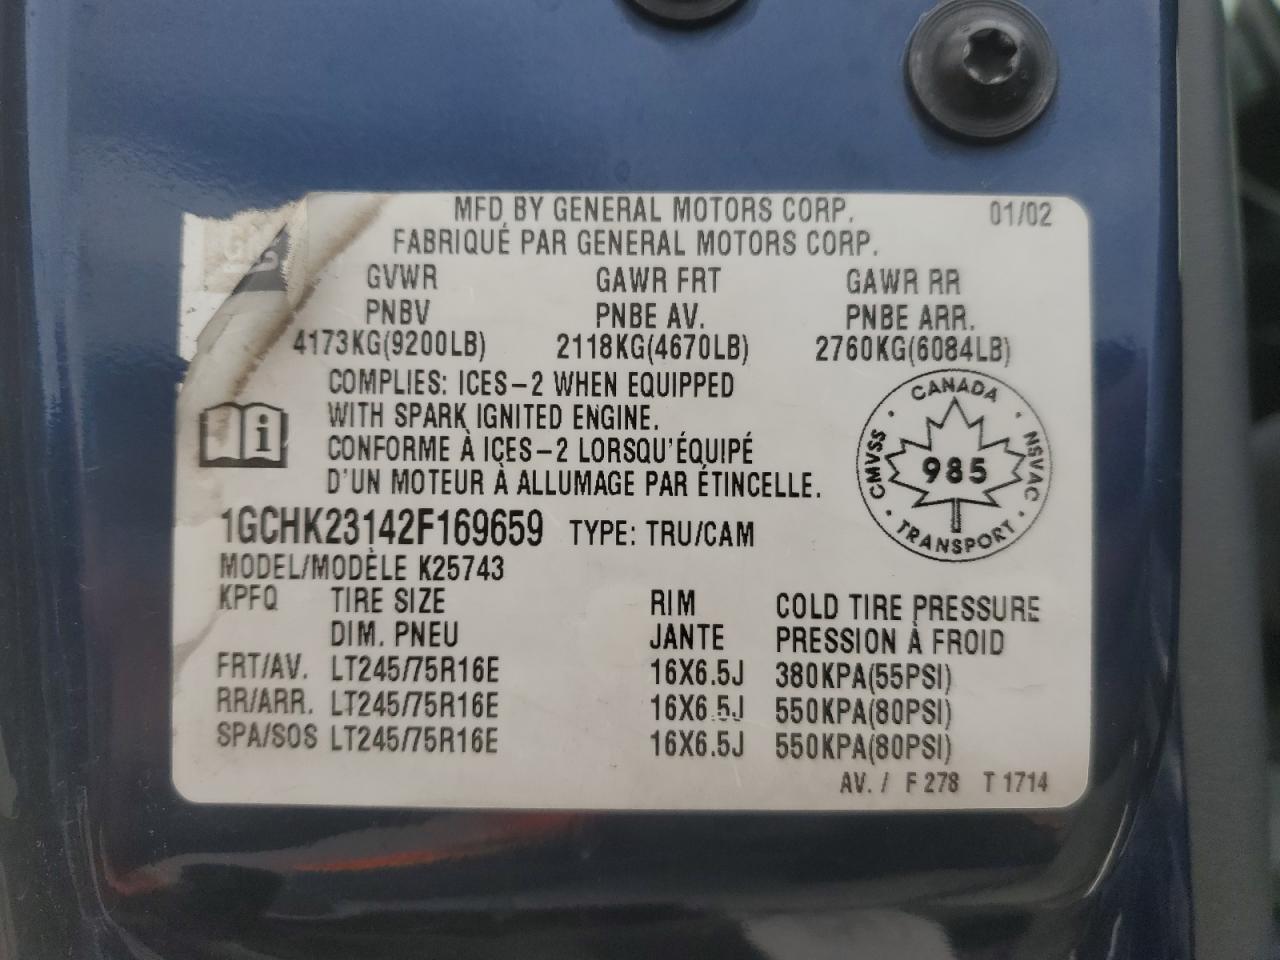 GM
MFD BY GENERAL MOTORS CORP. 01/02
FABRIQUÉ PAR GENERAL MOTORS CORP.
GVWR GAWR FRT GAWR RR
PNBV PNBE AV. PNBE ARR.
4173KG(9200LB) 2118KG(4670LB) 2760KG(6084LB)
COMPLIES: ICES-2 WHEN EQUIPPED
WITH SPARK IGNITED ENGINE.
CONFORME À ICES-2 LORSQU'ÉQUIPÉ
D'UN MOTEUR À ALLUMAGE PAR ÉTINCELLE.
i
CANADA
CMVSS 985 NSVAC
TRANSPORT
1GCHK23142F169659 TYPE: TRU/CAM
MODEL/MODÈLE K25743
KPFQ TIRE SIZE RIM COLD TIRE PRESSURE
DIM. PNEU JANTE PRESSION À FROID
FRT/AV. LT245/75R16E 16X6.5J 380KPA(55PSI)
RR/ARR. LT245/75R16E 16X6.5J 550KPA(80PSI)
SPA/SOS LT245/75R16E 16X6.5J 550KPA(80PSI)
AV. / F 278 T 1714